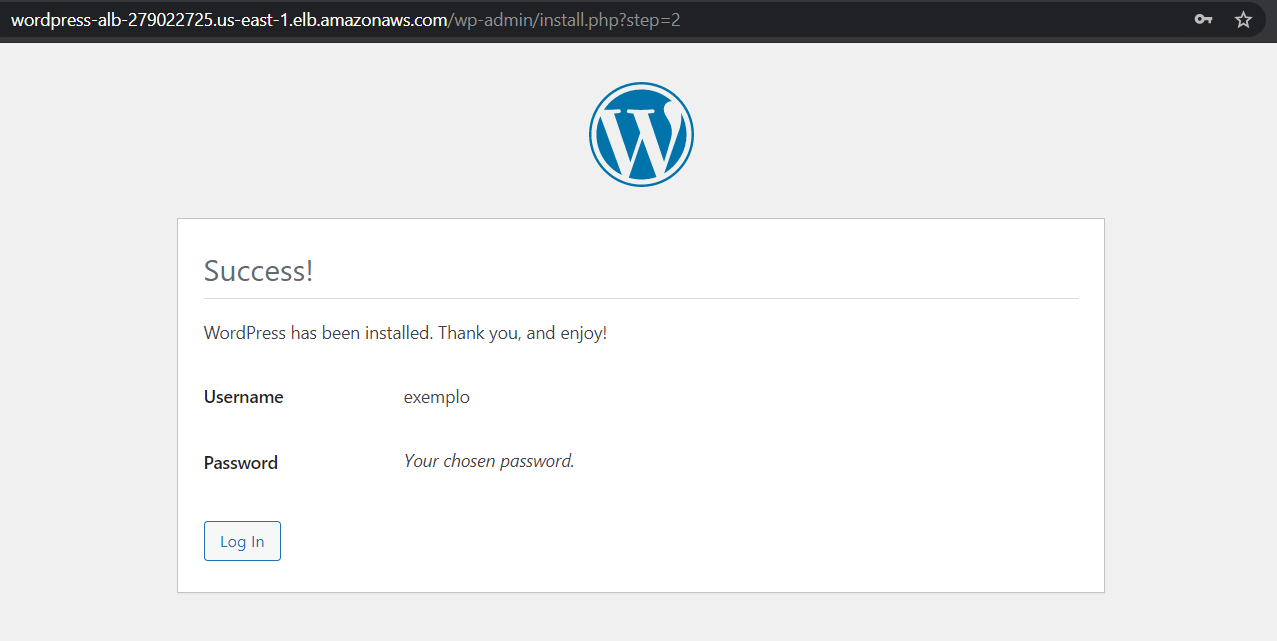 wordpress-alb-279022725.us-east-1.elb.amazonaws.com/wp-admin/install.php?step=2
W
Success!
WordPress has been installed. Thank you, and enjoy!
Username exemplo
Password Your chosen password.
Log In